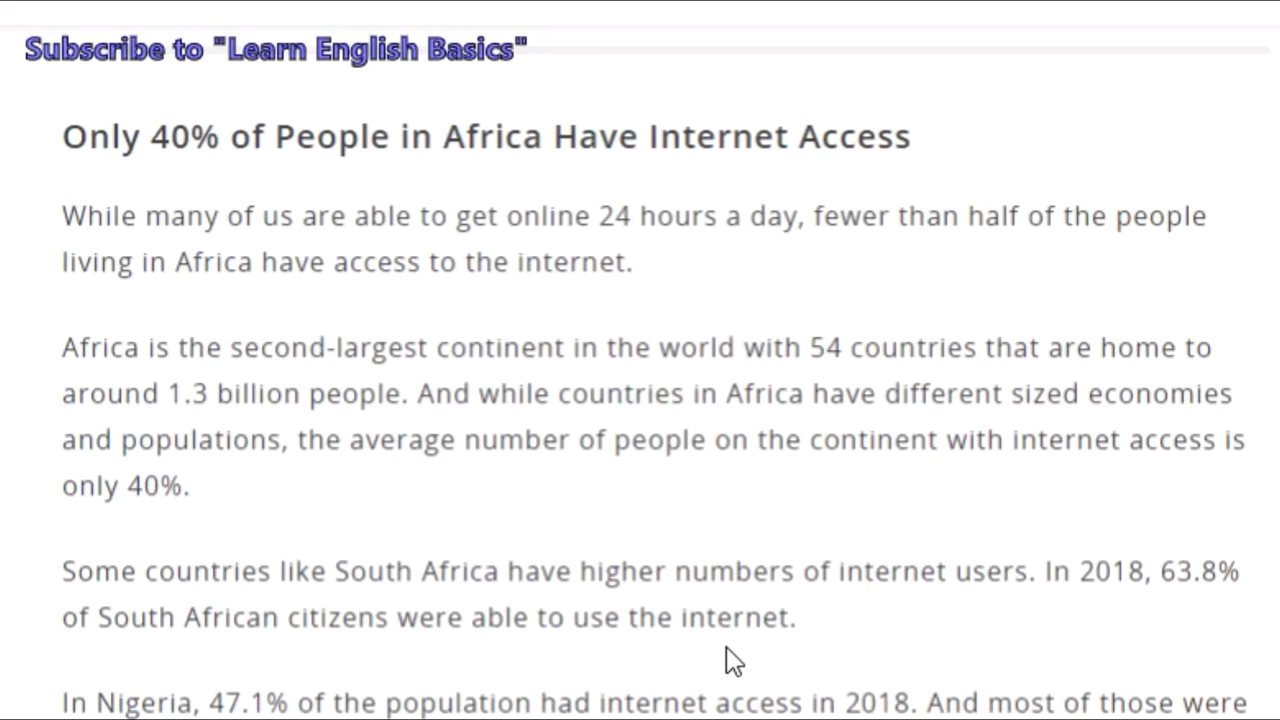 Subscribe to "Learn English Basics"
Only 40% of People in Africa Have Internet Access
While many of us are able to get online 24 hours a day, fewer than half of the people
living in Africa have access to the internet.
Africa is the second-largest continent in the world with 54 countries that are home to
around 1.3 billion people. And while countries in Africa have different sized economies
and populations, the average number of people on the continent with internet access is
only 40%.
Some countries like South Africa have higher numbers of internet users. In 2018, 63.8%
of South African citizens were able to use the internet.
In Nigeria, 47.1% of the population had internet access in 2018. And most of those were